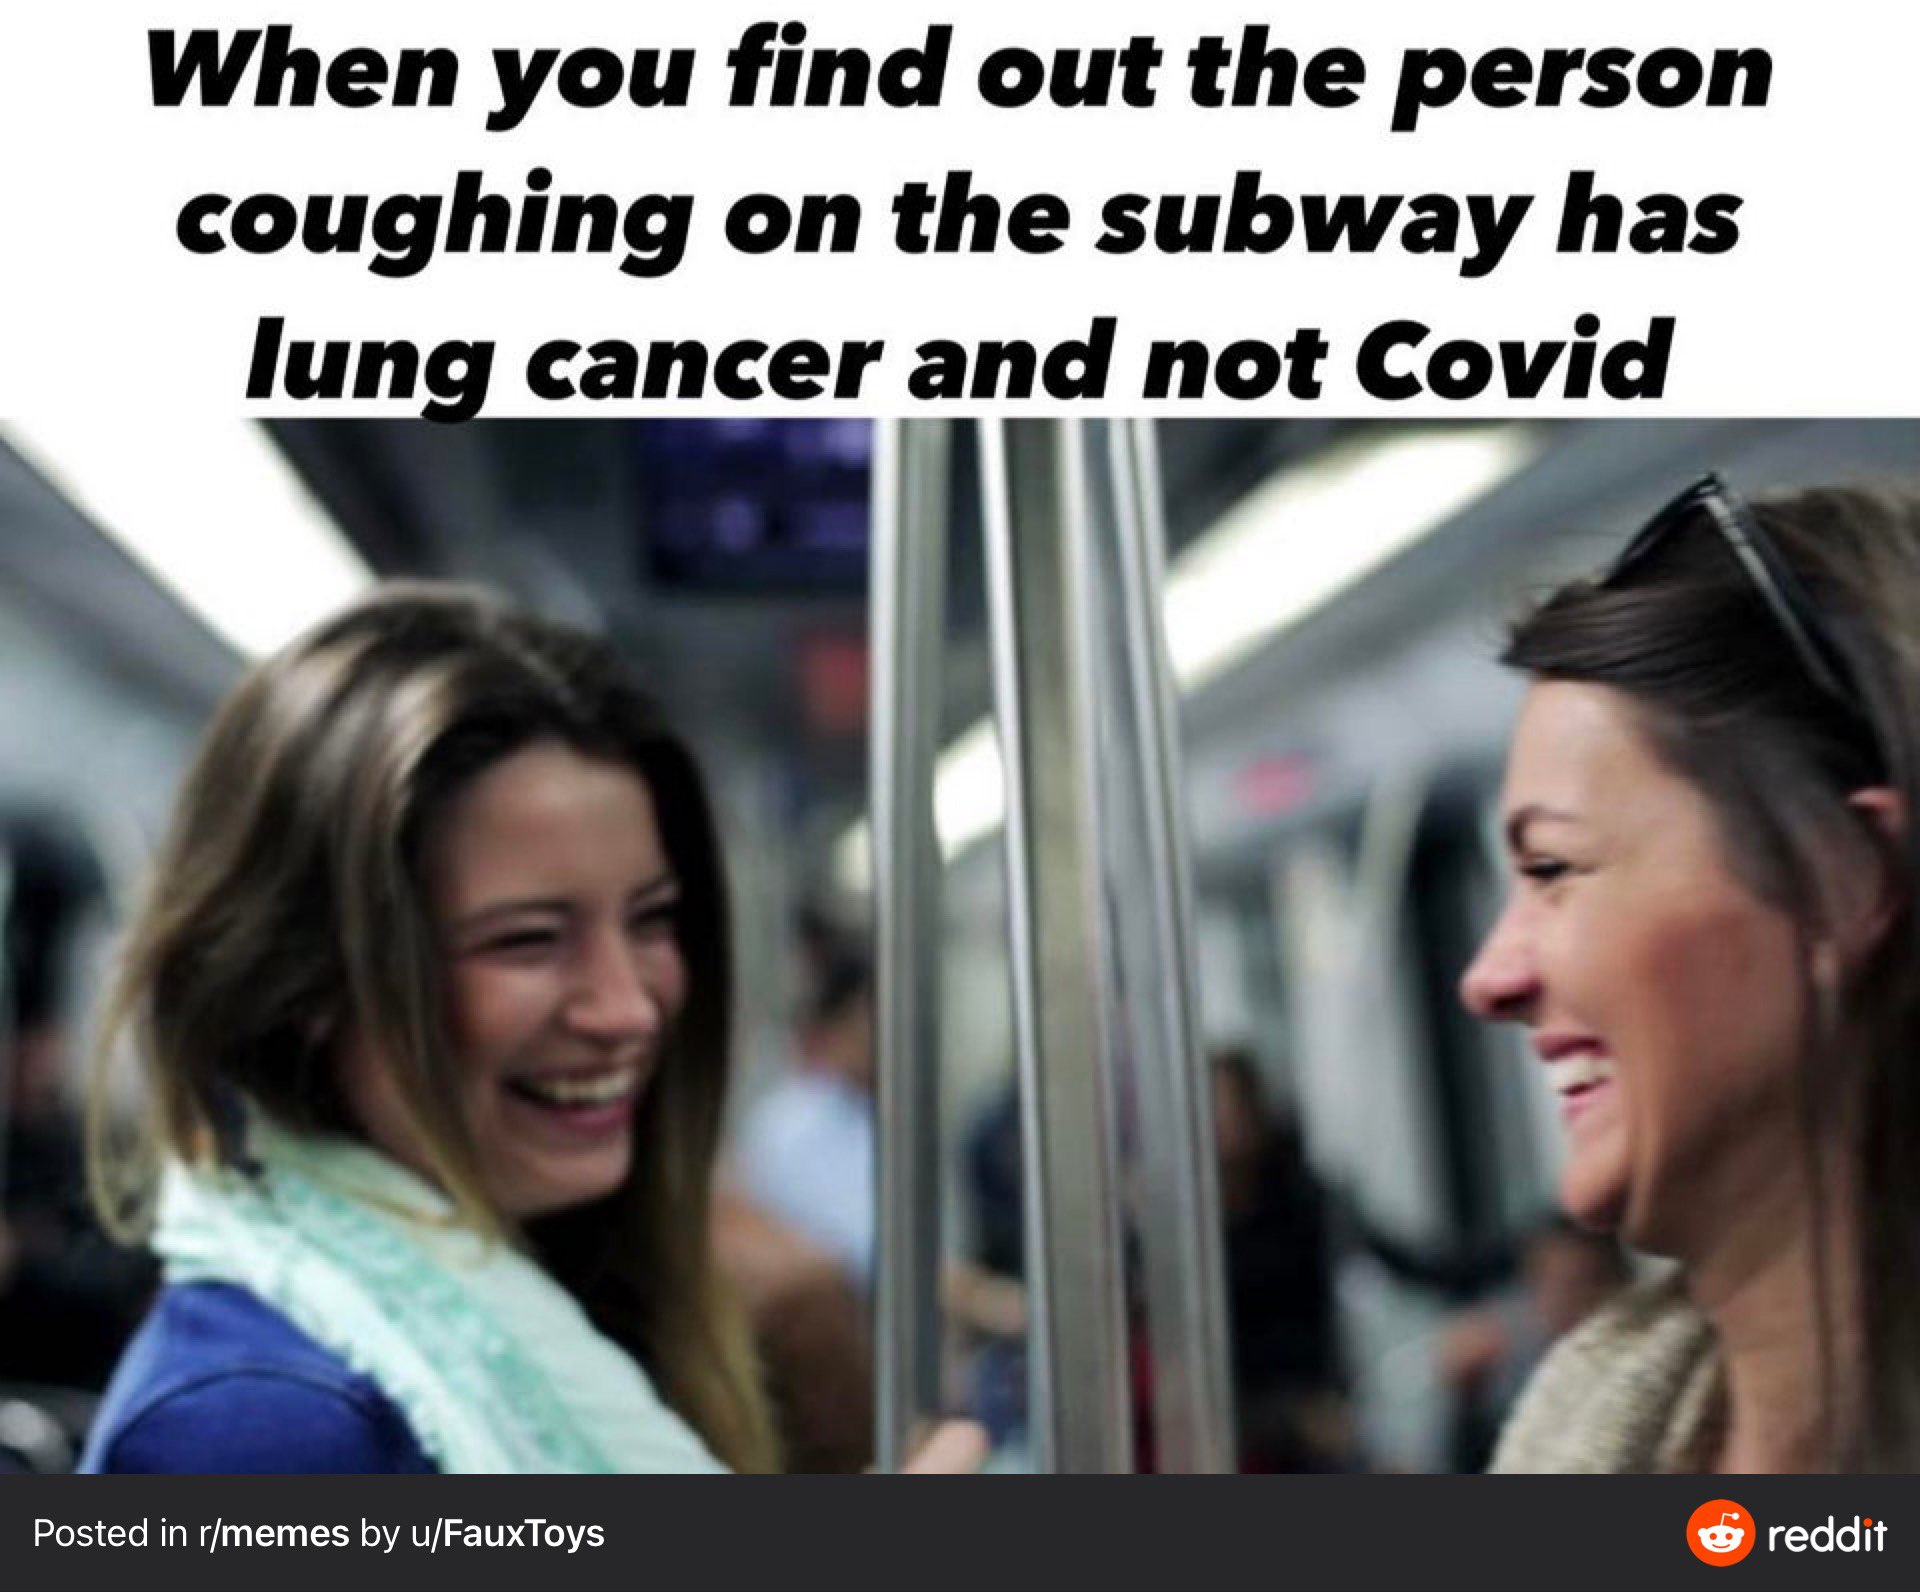 When you find out the person
coughing on the subway has
lung cancer and not Covid
Posted in r/memes by u/FauxToys
reddit